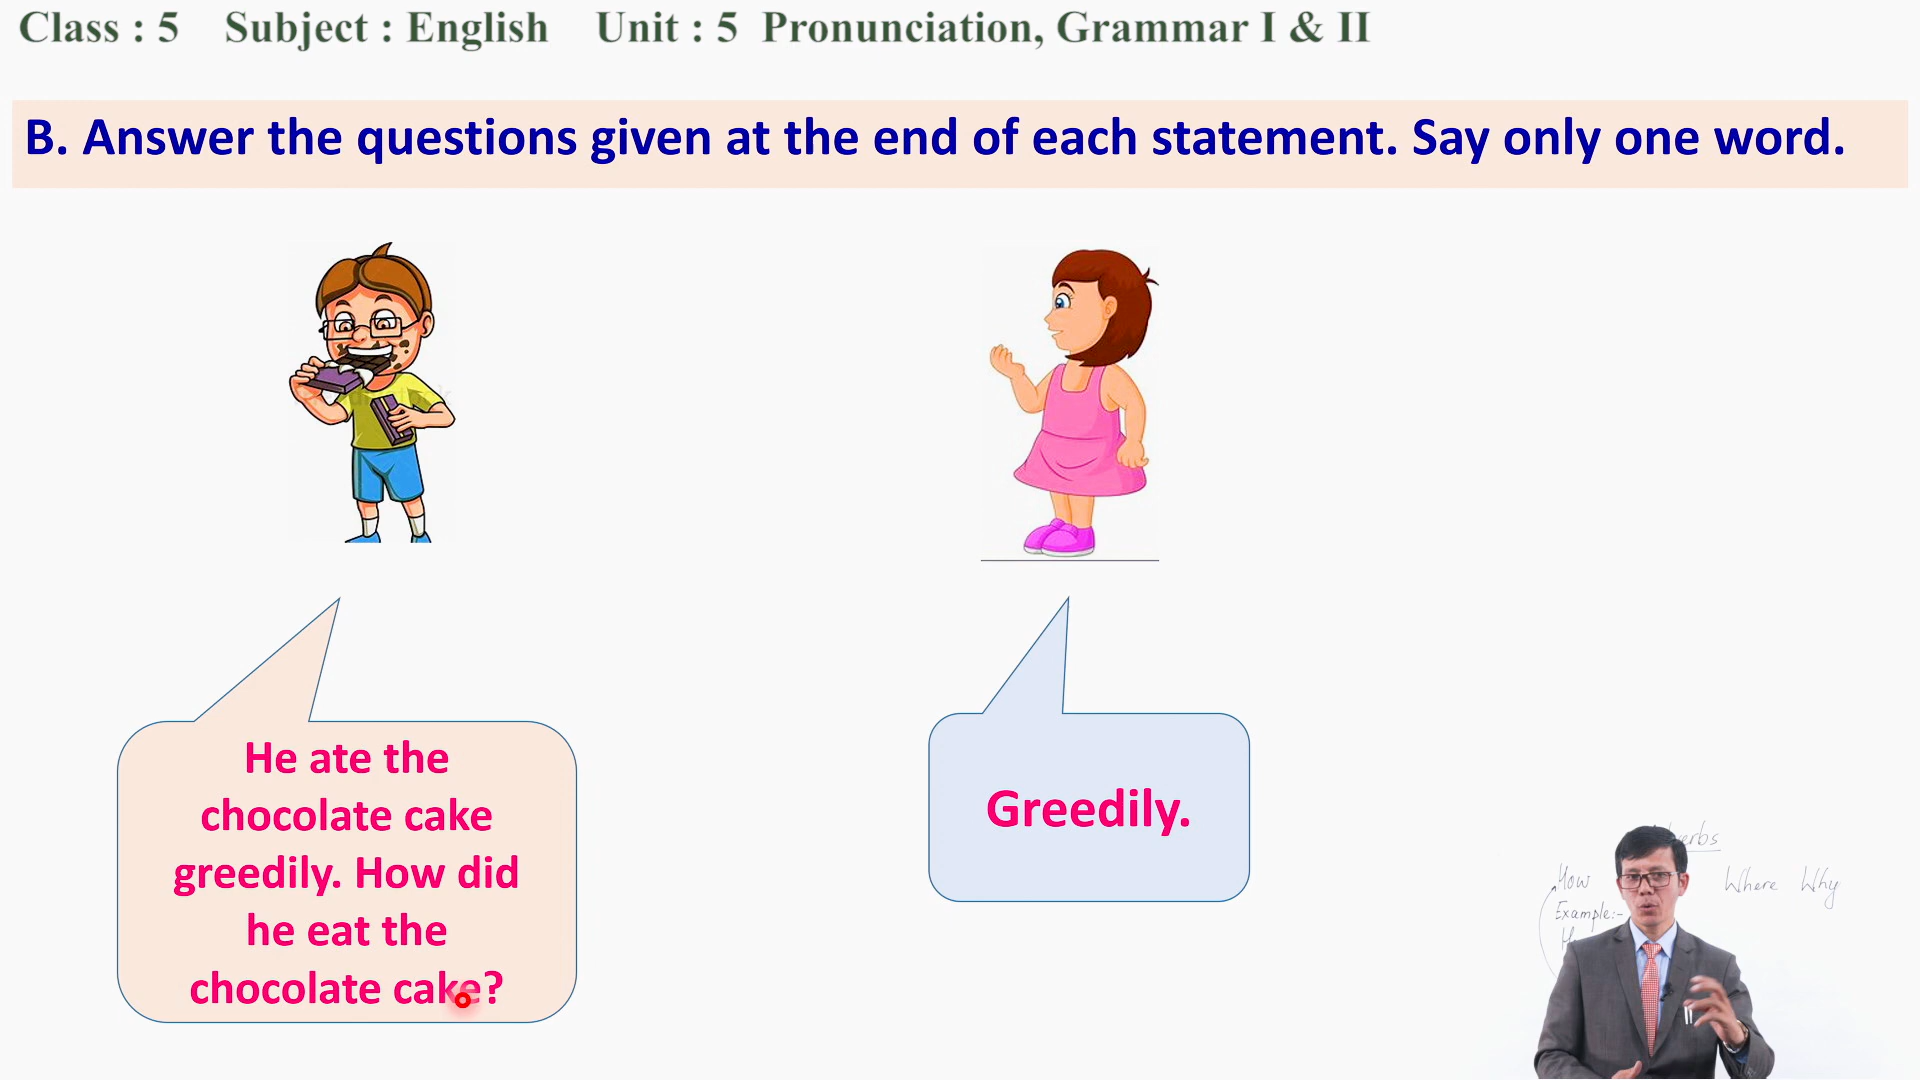 Class : 5 Subject : English Unit : 5 Pronunciation, Grammar I & II
B. Answer the questions given at the end of each statement. Say only one word.
He ate the
chocolate cake
greedily. How did
he eat the
chocolate cake?
Greedily.
How Where Why
Example:-